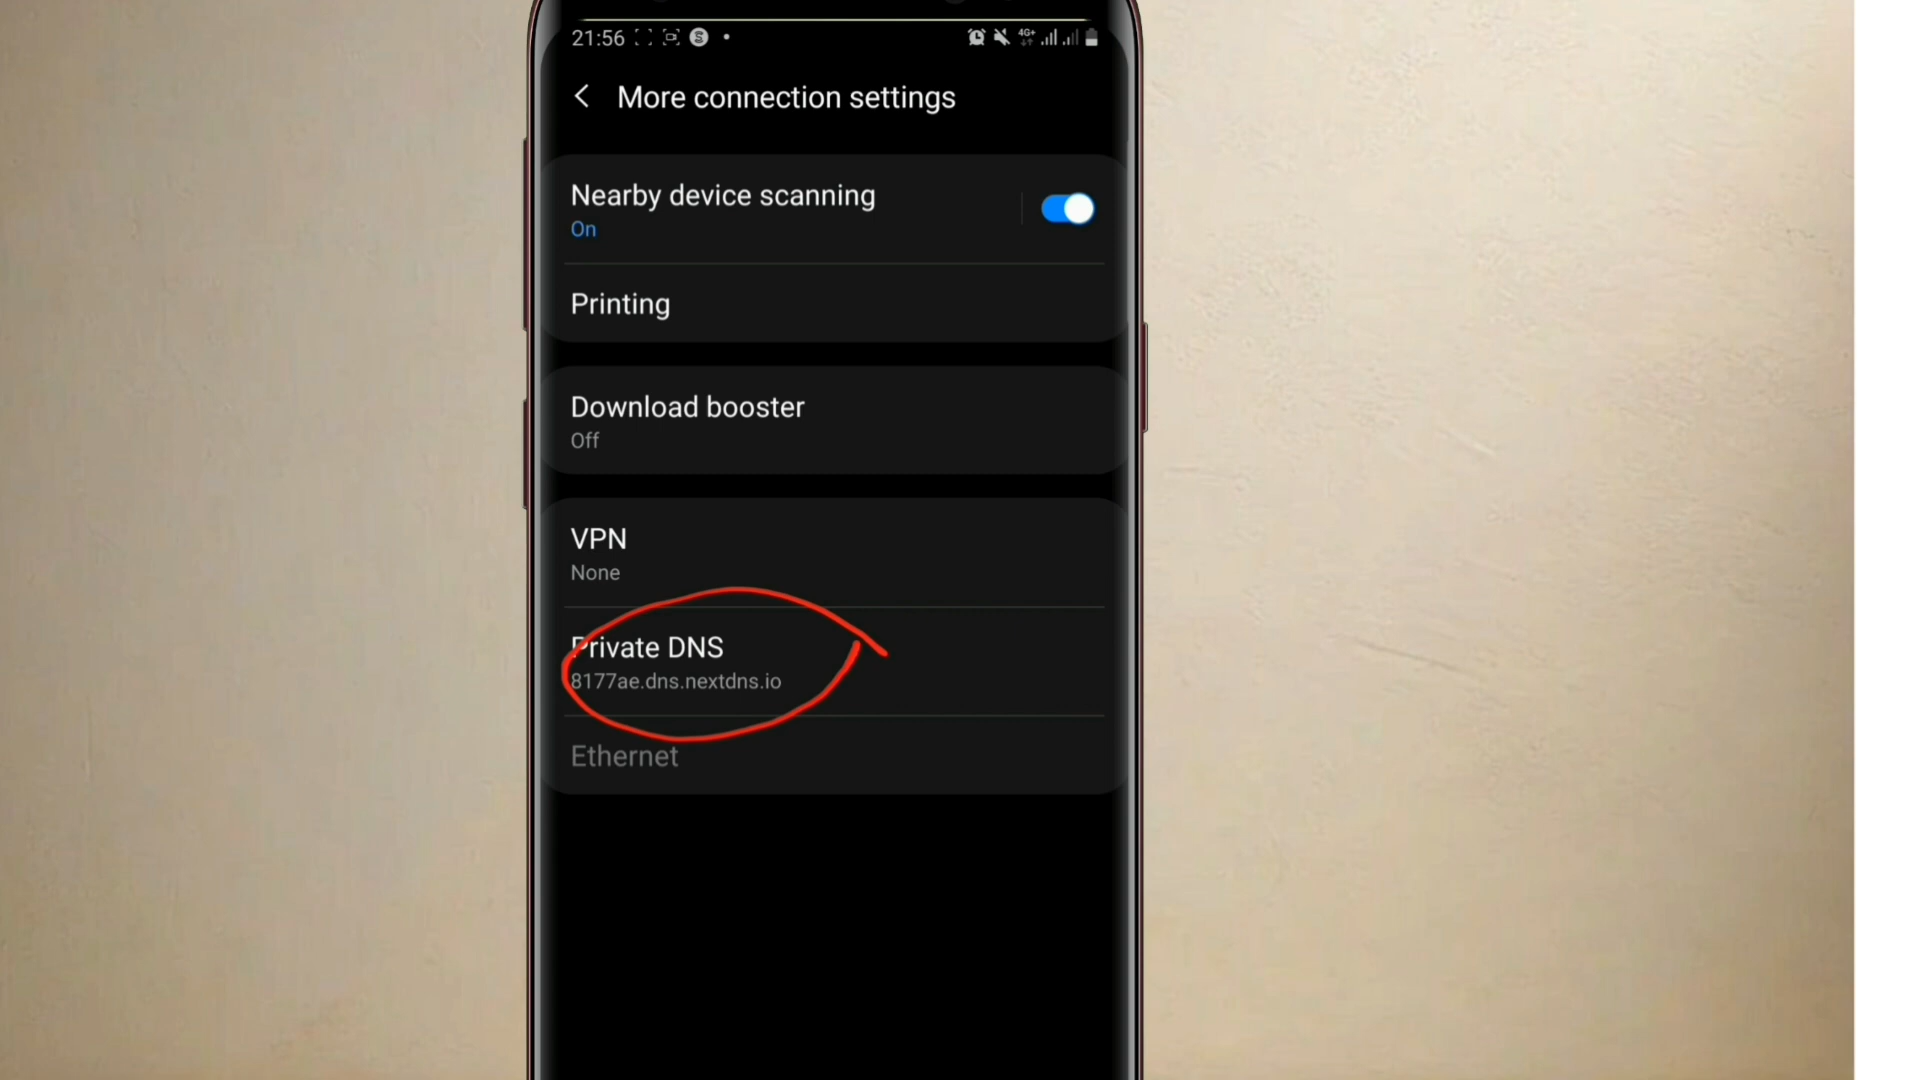 21:56
4G+
More connection settings
Nearby device scanning
On
Printing
Download booster
Off
VPN
None
Private DNS
8177ae.dns.nextdns.io
Ethernet